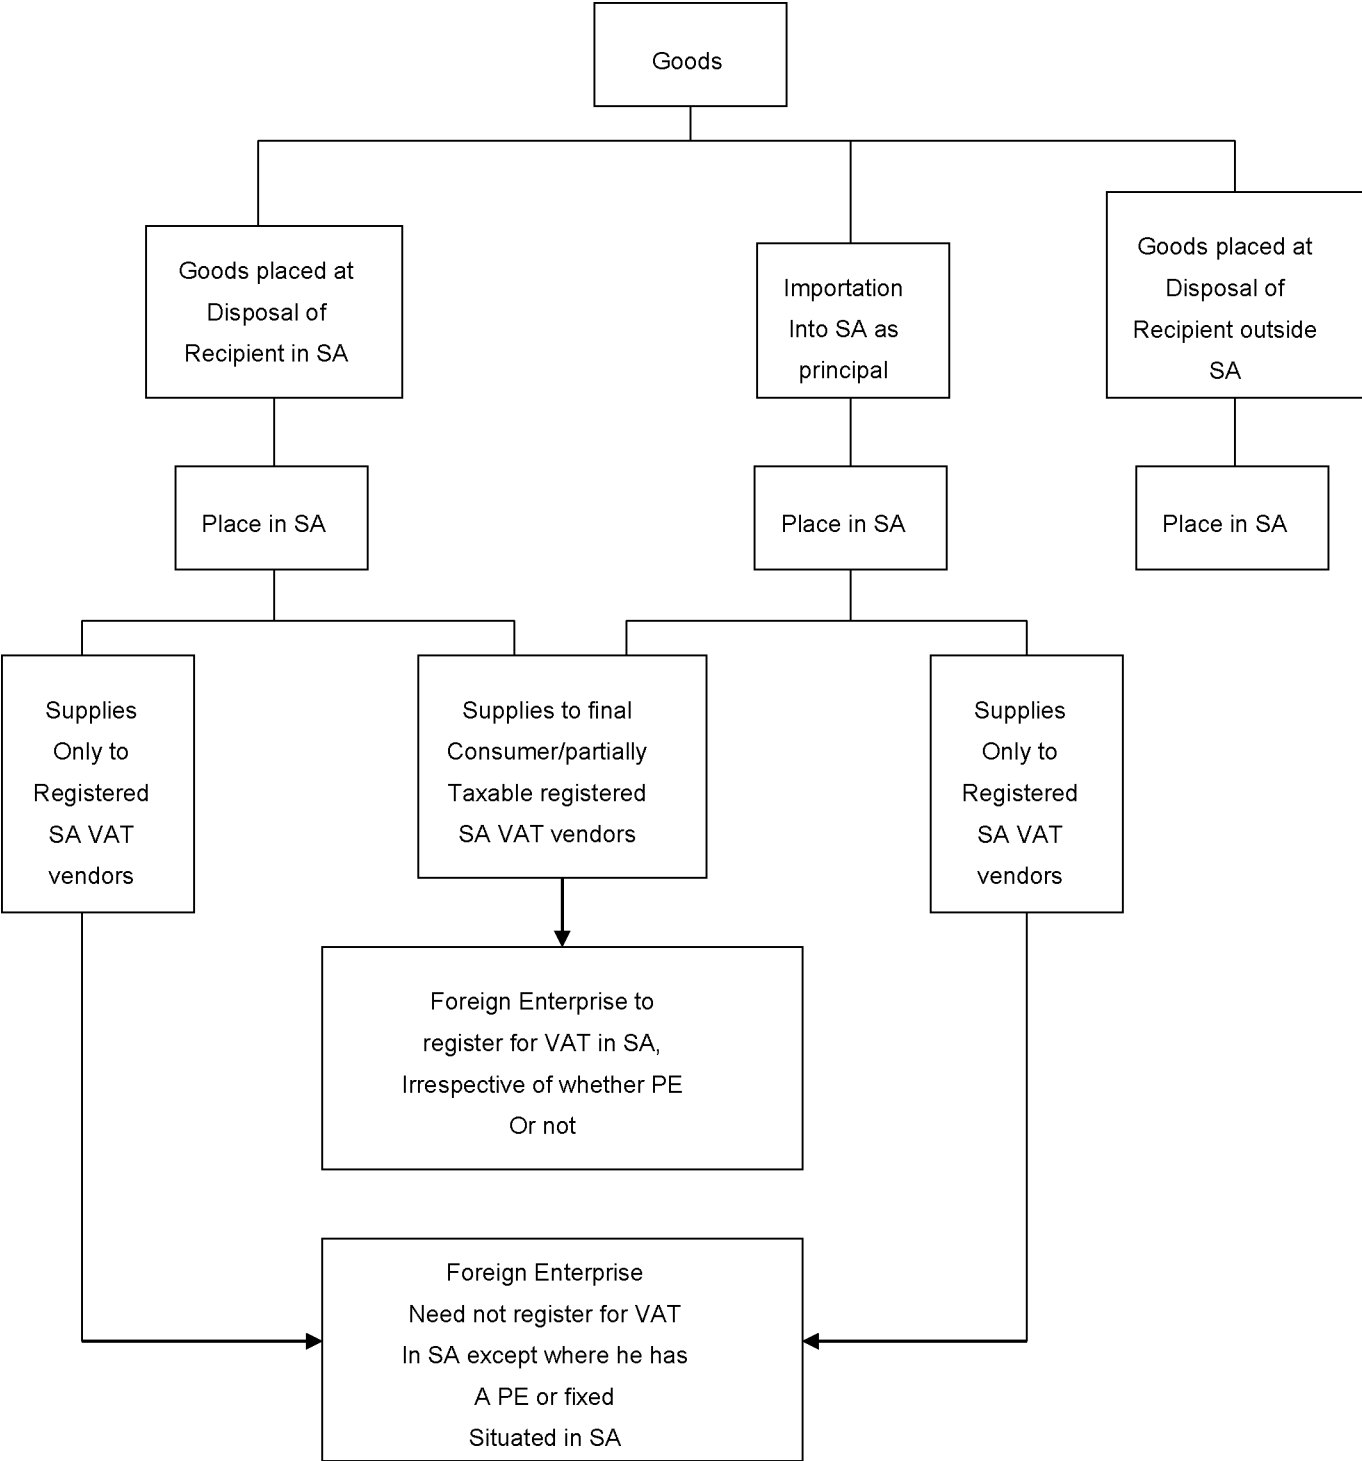 Goods
Goods placed at
Disposal of
Recipient in SA
Importation
Into SA as
principal
Goods placed at
Disposal of
Recipient outside
SA
Place in SA
Place in SA
Place in SA
Supplies
Only to
Registered
SA VAT
vendors
Supplies to final
Consumer/partially
Taxable registered
SA VAT vendors
Supplies
Only to
Registered
SA VAT
vendors
Foreign Enterprise to
register for VAT in SA,
Irrespective of whether PE
Or not
Foreign Enterprise
Need not register for VAT
In SA except where he has
A PE or fixed
Situated in SA